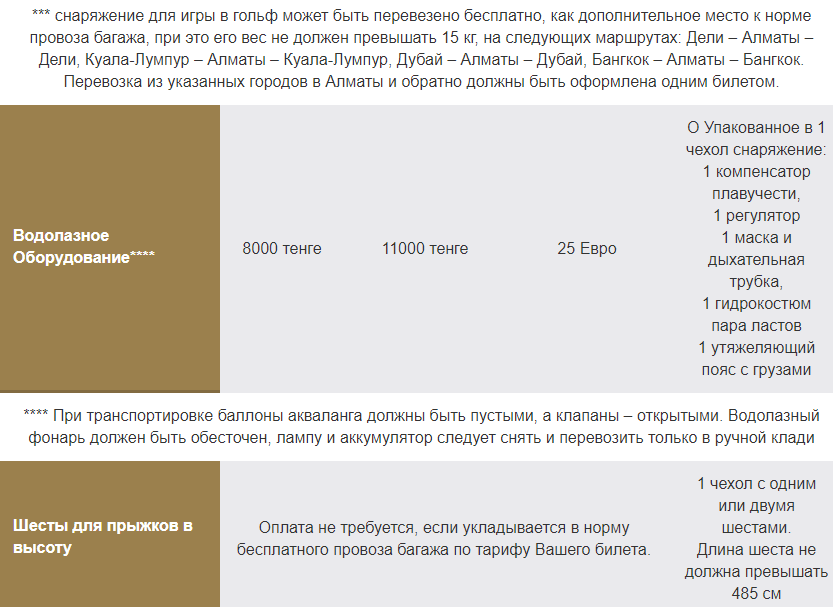 *** снаряжение для игры в гольф может быть перевезено бесплатно, как дополнительное место к норме
провоза багажа, при это его вес не должен превышать 15 кг, на следующих маршрутах: Дели – Алматы –
Дели, Куала-Лумпур – Алматы – Куала-Лумпур, Дубай – Алматы – Дубай, Бангкок – Алматы – Бангкок.
Перевозка из указанных городов в Алматы и обратно должны быть оформлена одним билетом.
Водолазное
Оборудование****
8000 тенге
11000 тенге
25 Евро
О Упакованное в 1
чехол снаряжение:
1 компенсатор
плавучести,
1 регулятор
1 маска и
дыхательная
трубка,
1 гидрокостюм
пара ластов
1 утяжеляющий
пояс с грузами
**** При транспортировке баллоны акваланга должны быть пустыми, а клапаны – открытыми. Водолазный
фонарь должен быть обесточен, лампу и аккумулятор следует снять и перевозить только в ручной клади
Шесты для прыжков в
высоту
Оплата не требуется, если укладывается в норму
бесплатного провоза багажа по тарифу Вашего билета.
1 чехол с одним
или двумя
шестами.
Длина шеста не
должна превышать
485 см